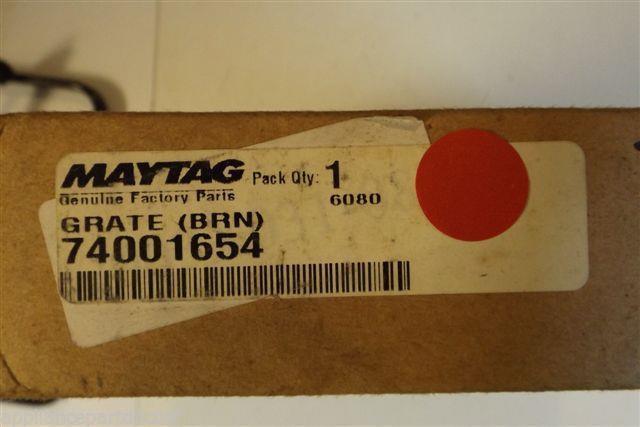 MAYTAG Pack Qty: 1
Genuine Factory Parts 6080
GRATE (BRN)
74001654